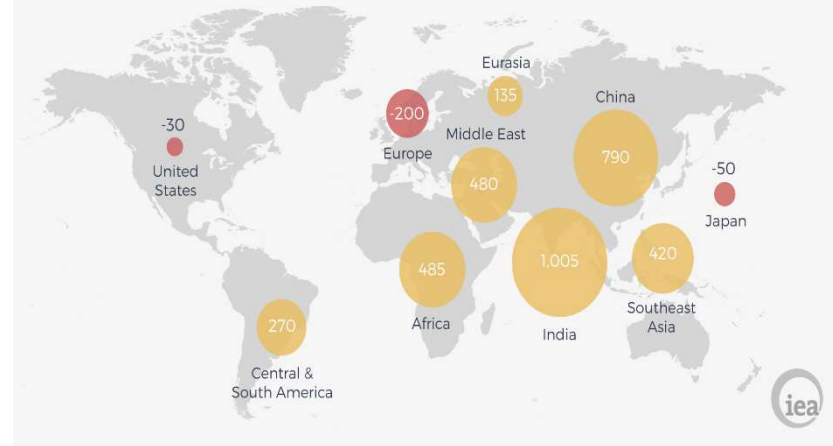 Eurasia
135
China
-30
-200
Middle East
790
United
States
Europe
480
-50
Japan
485
1,005
420
270
Africa
India
Southeast
Asia
Central &
South America
iea